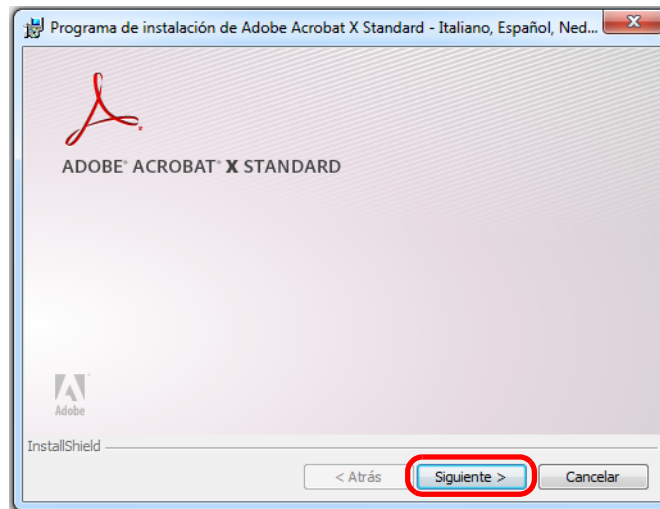 Programa de instalación de Adobe Acrobat X Standard - Italiano, Español, Ned...
ADOBE® ACROBAT® X STANDARD
Adobe
InstallShield
< Atrás
Siguiente >
Cancelar